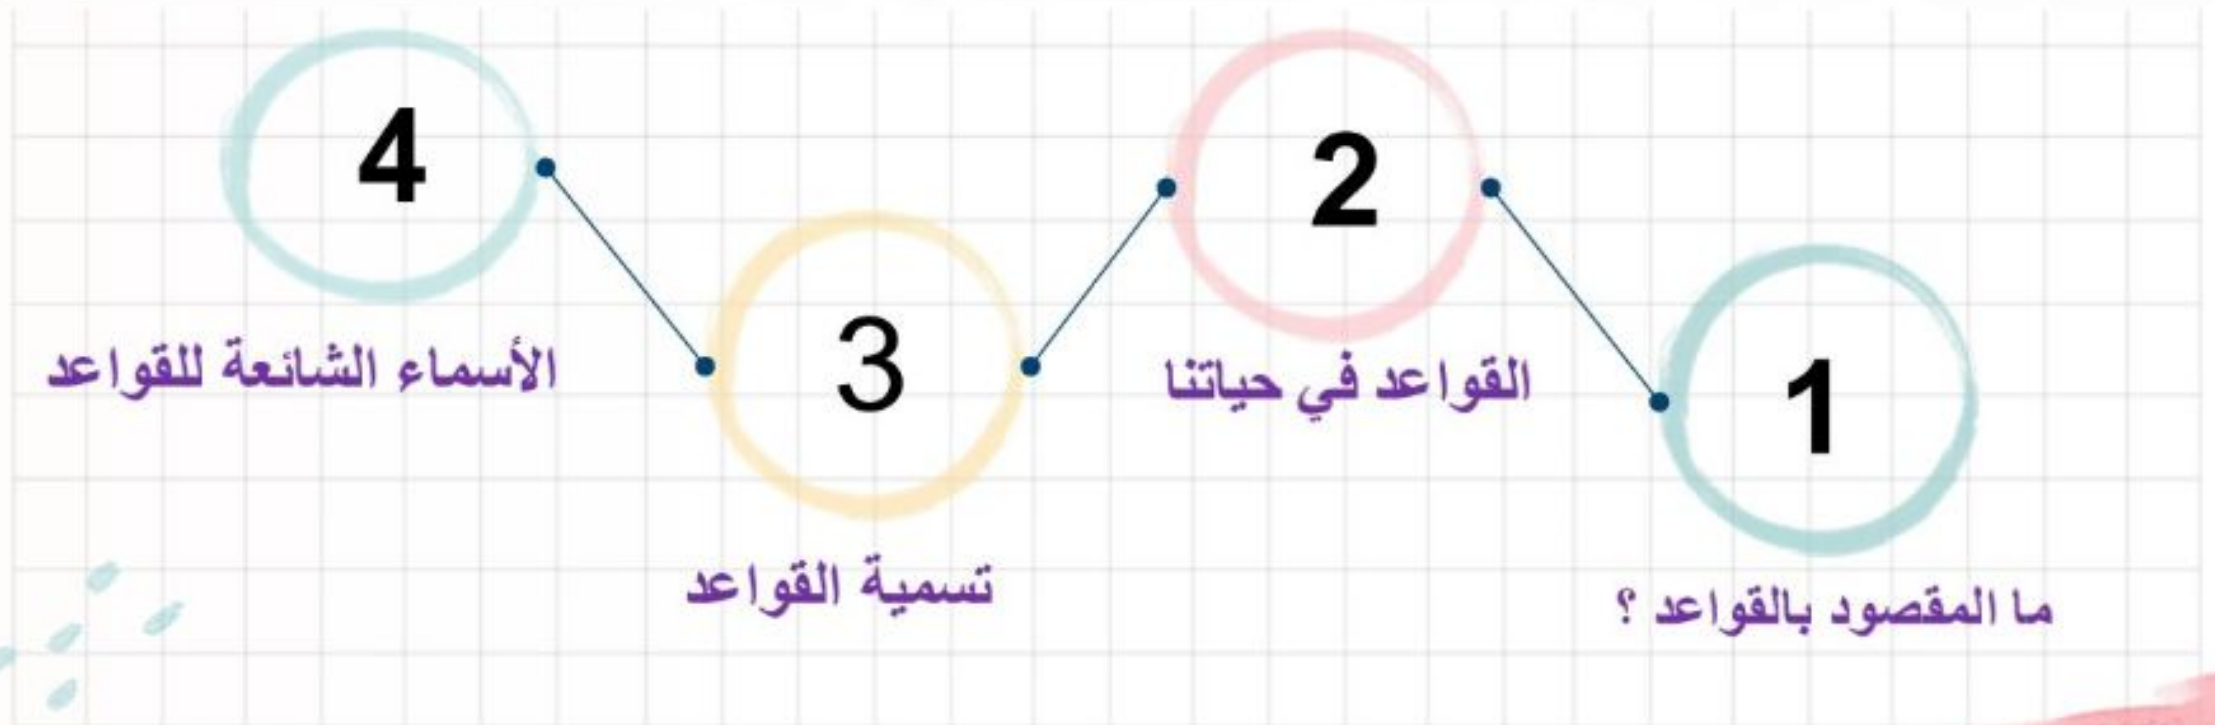 1
ما المقصود بالقواعد ؟
2
القواعد في حياتنا
3
تسمية القواعد
4
الأسماء الشائعة للقواعد